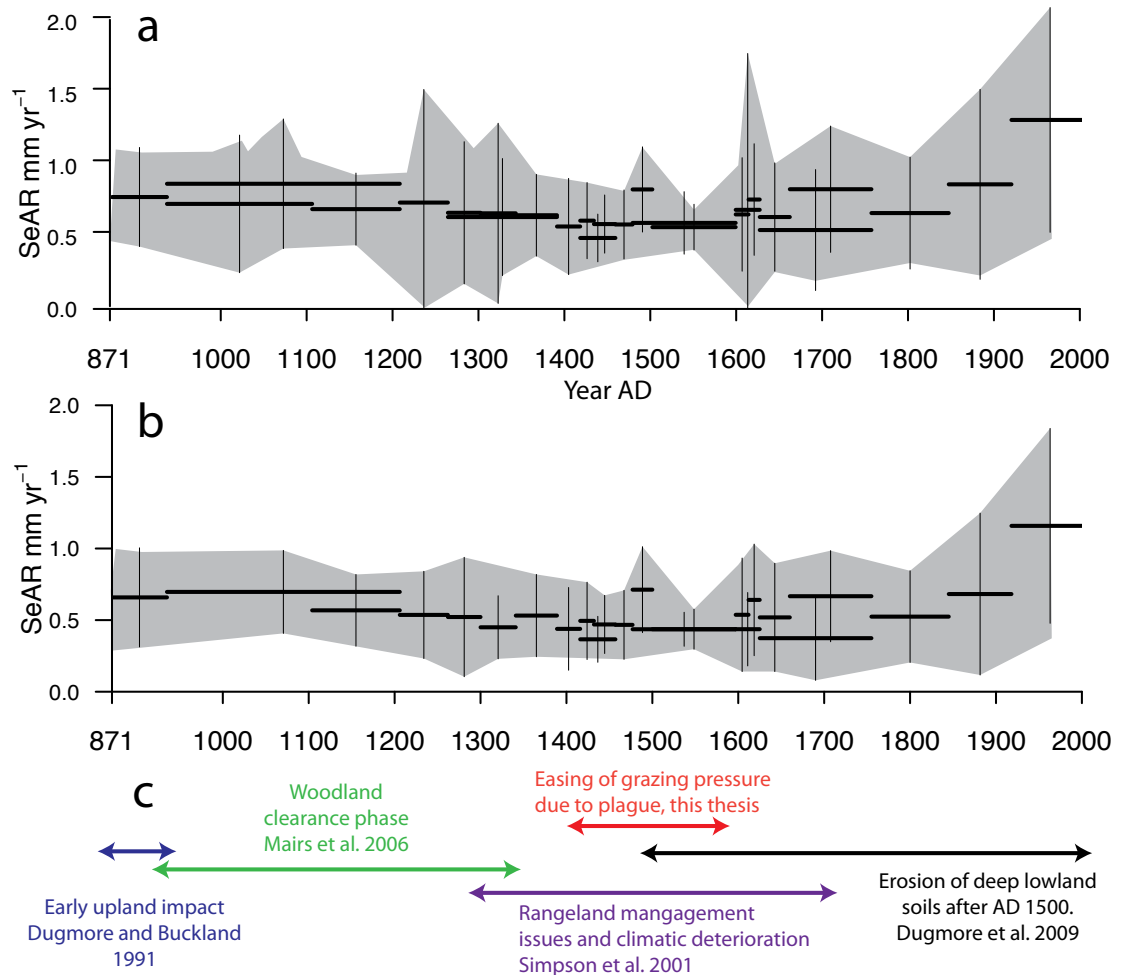 a
2.0
1.5
1.0
0.5
0.0
SeAR mm yr⁻¹
871 1000 1100 1200 1300 1400 1500 1600 1700 1800 1900 2000
Year AD
b
2.0
1.5
1.0
0.5
0.0
SeAR mm yr⁻¹
871 1000 1100 1200 1300 1400 1500 1600 1700 1800 1900 2000
c
Woodland
clearance phase
Mairs et al. 2006
Easing of grazing pressure
due to plague, this thesis
Early upland impact
Dugmore and Buckland
1991
Rangeland mangagement
issues and climatic deterioration
Simpson et al. 2001
Erosion of deep lowland
soils after AD 1500.
Dugmore et al. 2009